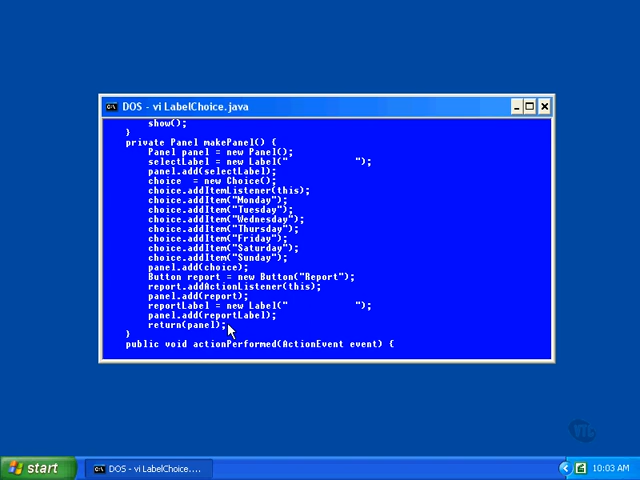 DOS - vi LabelChoice.java
show();
}
private Panel makePanel() {
Panel panel = new Panel();
selectLabel = new Label("            ");
panel.add(selectLabel);
choice  = new Choice();
choice.addItemListener(this);
choice.addItem("Monday");
choice.addItem("Tuesday");
choice.addItem("Wednesday");
choice.addItem("Thursday");
choice.addItem("Friday");
choice.addItem("Saturday");
choice.addItem("Sunday");
panel.add(choice);
Button report = new Button("Report");
report.addActionListener(this);
panel.add(report);
reportLabel = new Label("            ");
panel.add(reportLabel);
return(panel);
}
public void actionPerformed(ActionEvent event) {
start
DOS - vi LabelChoice....
10:03 AM